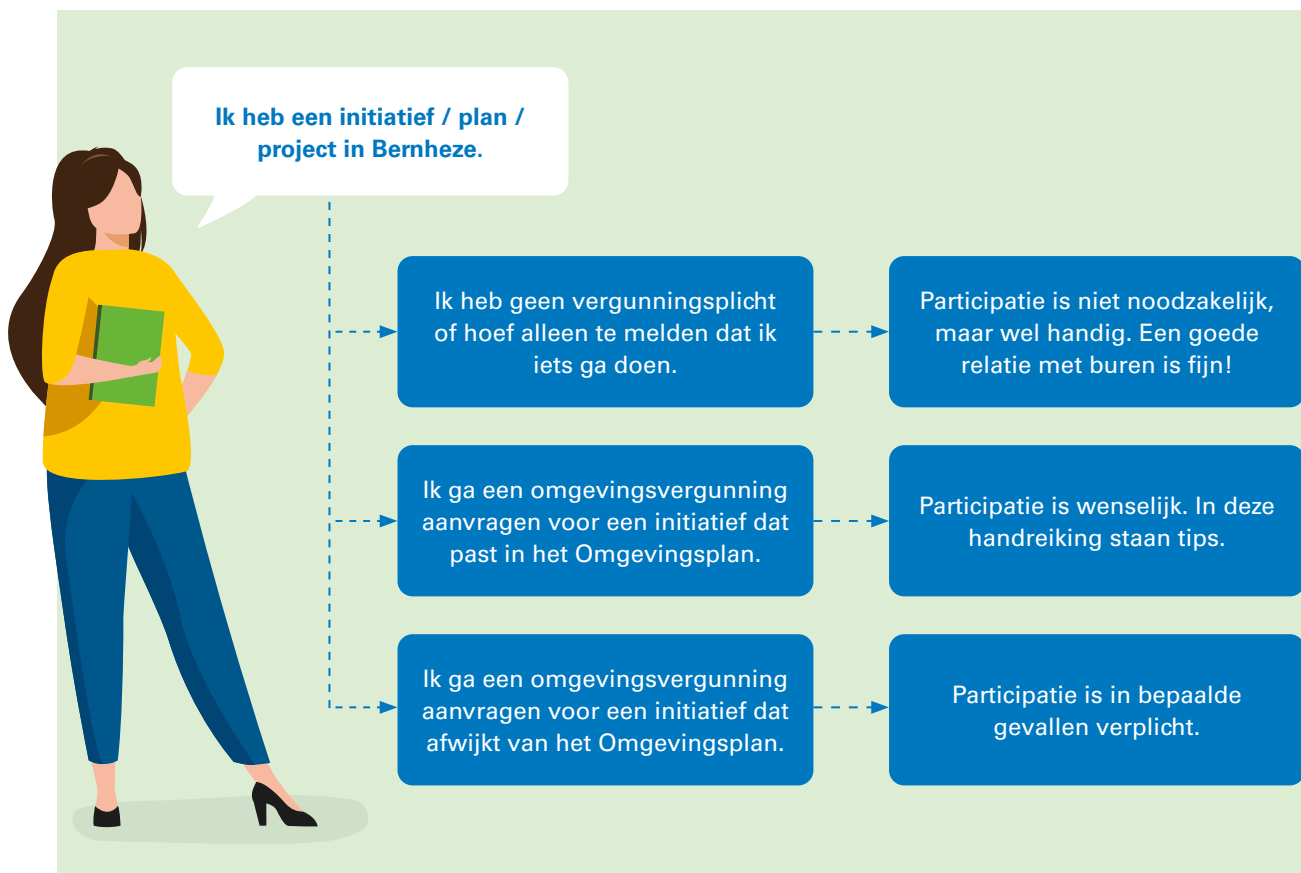 Ik heb een initiatief / plan /
project in Bernheze.
Ik heb geen vergunningsplicht
of hoef alleen te melden dat ik
iets ga doen.
Participatie is niet noodzakelijk,
maar wel handig. Een goede
relatie met buren is fijn!
Ik ga een omgevingsvergunning
aanvragen voor een initiatief dat
past in het Omgevingsplan.
Participatie is wenselijk. In deze
handreiking staan tips.
Ik ga een omgevingsvergunning
aanvragen voor een initiatief dat
afwijkt van het Omgevingsplan.
Participatie is in bepaalde
gevallen verplicht.